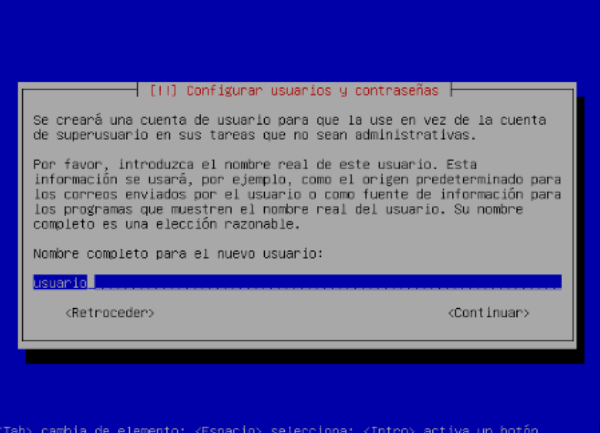 [!!] Configurar usuarios y contraseñas
Se creará una cuenta de usuario para que la use en vez de la cuenta
de superusuario en sus tareas que no sean administrativas.
Por favor, introduzca el nombre real de este usuario. Esta
información se usará, por ejemplo, como el origen predeterminado para
los correos enviados por el usuario o como fuente de información para
los programas que muestren el nombre real del usuario. Su nombre
completo es una elección razonable.
Nombre completo para el nuevo usuario:
usuario
<Retroceder> <Continuar>
<Tab> cambia de elemento; <Espacio> selecciona; <Intro> activa un botón